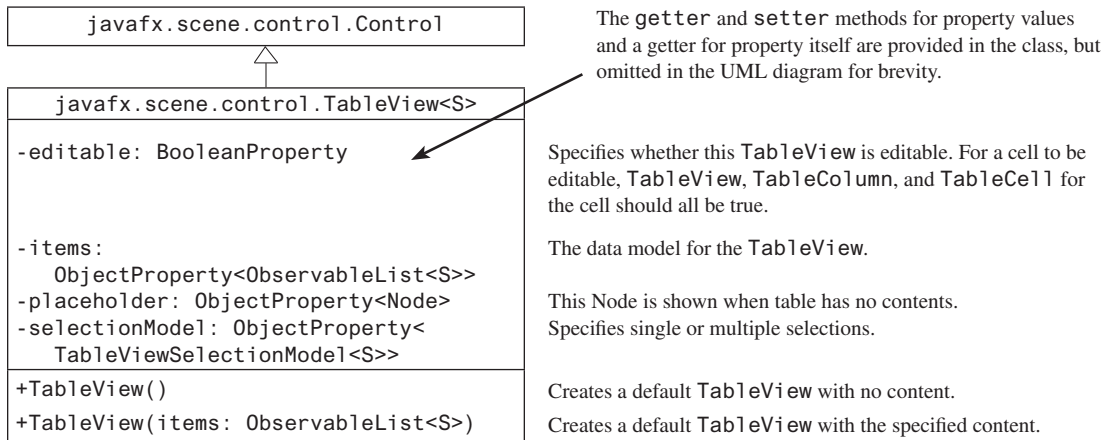 javafx.scene.control.Control
The getter and setter methods for property values
and a getter for property itself are provided in the class, but
omitted in the UML diagram for brevity.
javafx.scene.control.TableView<S>
-editable: BooleanProperty
Specifies whether this TableView is editable. For a cell to be
editable, TableView, TableColumn, and TableCell for
the cell should all be true.
-items:
ObjectProperty<ObservableList<S>>
The data model for the TableView.
-placeholder: ObjectProperty<Node>
This Node is shown when table has no contents.
-selectionModel: ObjectProperty<
TableViewSelectionModel<S>>
Specifies single or multiple selections.
+TableView()
Creates a default TableView with no content.
+TableView(items: ObservableList<S>)
Creates a default TableView with the specified content.